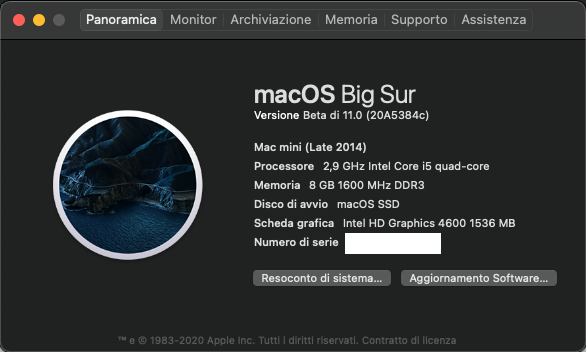 Panoramica Monitor Archiviazione Memoria Supporto Assistenza
macOS Big Sur
Versione Beta di 11.0 (20A5384c)
Mac mini (Late 2014)
Processore 2,9 GHz Intel Core i5 quad-core
Memoria 8 GB 1600 MHz DDR3
Disco di avvio macOS SSD
Scheda grafica Intel HD Graphics 4600 1536 MB
Numero di serie
Resoconto di sistema... Aggiornamento Software...
™ e © 1983-2020 Apple Inc. Tutti i diritti riservati. Contratto di licenza